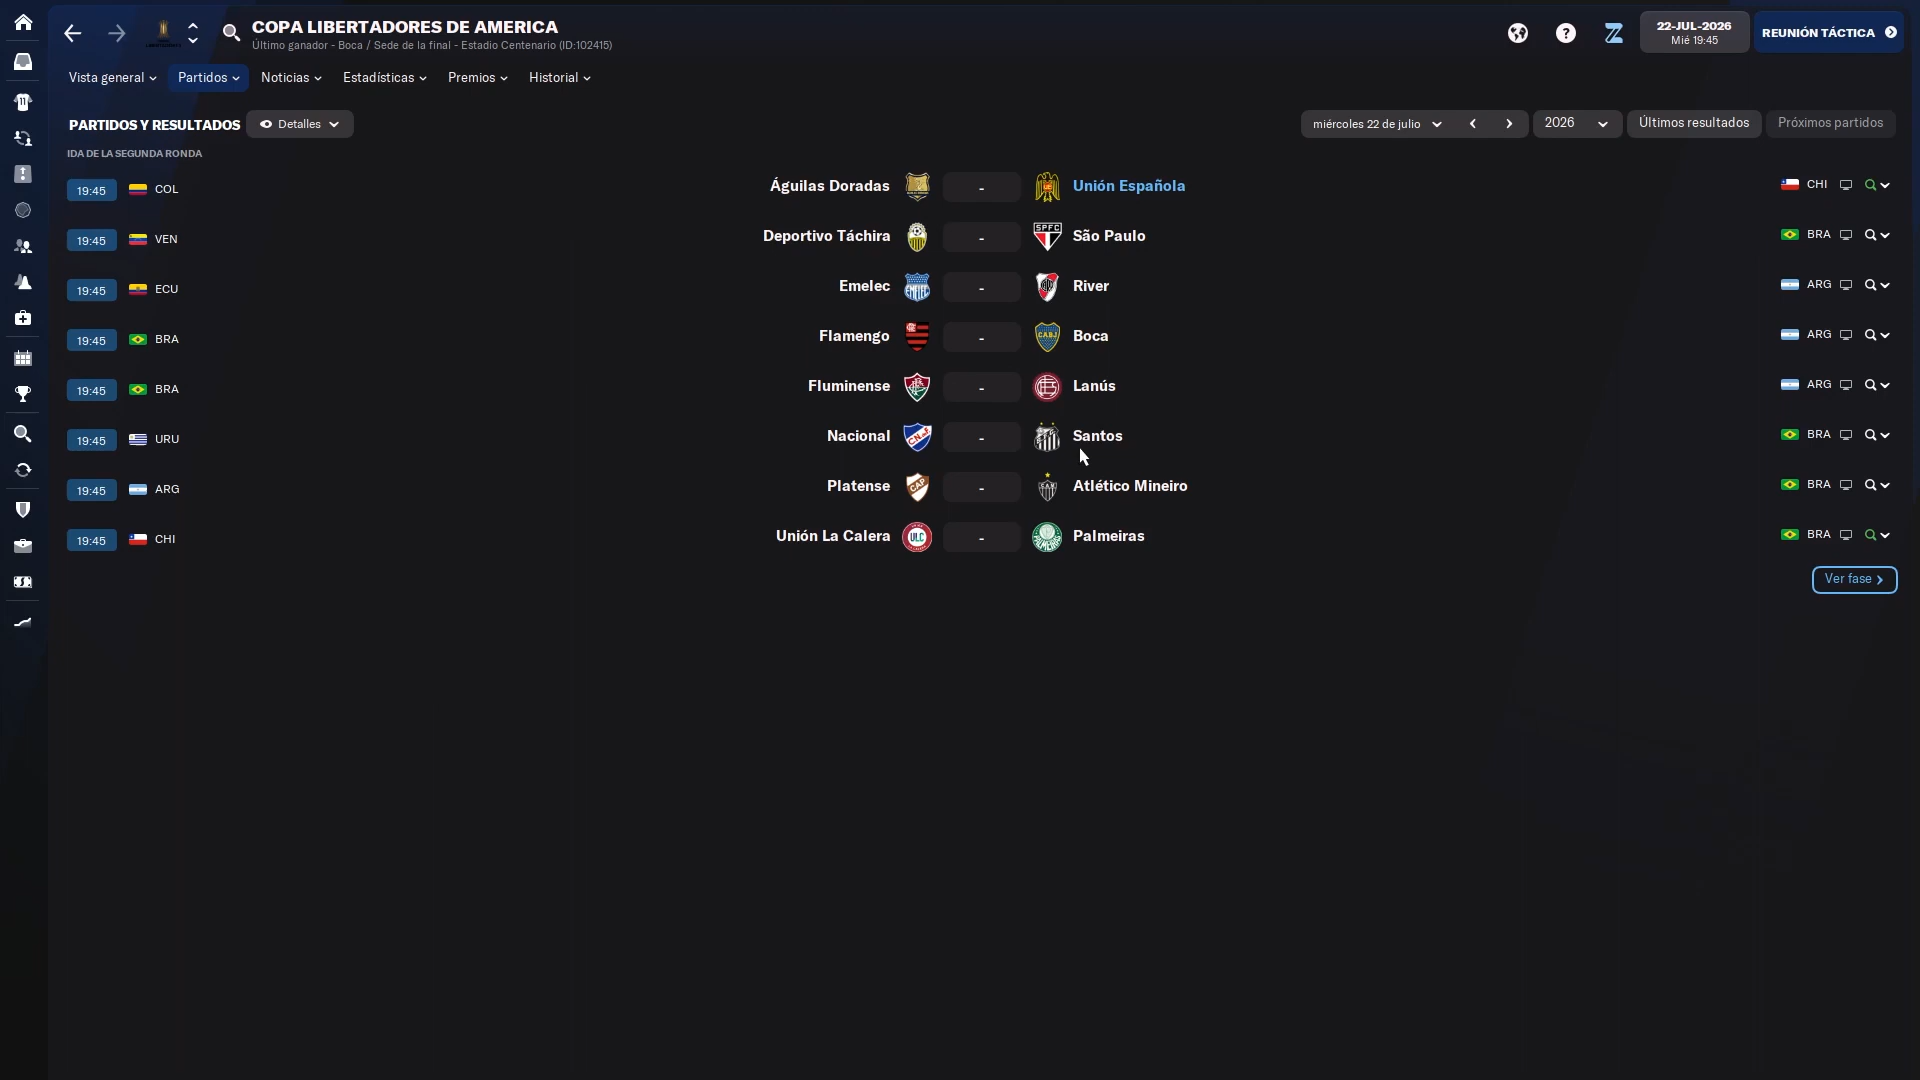 COPA LIBERTADORES DE AMERICA
Último ganador - Boca / Sede de la final - Estadio Centenario (ID:102415)
22-JUL-2026
Mié 19:45
REUNIÓN TÁCTICA
Vista general Partidos Noticias Estadísticas Premios Historial
PARTIDOS Y RESULTADOS Detalles miércoles 22 de julio 2026 Últimos resultados Próximos partidos
IDA DE LA SEGUNDA RONDA
19:45 COL Águilas Doradas - Unión Española CHI
19:45 VEN Deportivo Táchira - São Paulo BRA
19:45 ECU Emelec - River ARG
19:45 BRA Flamengo - Boca ARG
19:45 BRA Fluminense - Lanús ARG
19:45 URU Nacional - Santos BRA
19:45 ARG Platense - Atlético Mineiro BRA
19:45 CHI Unión La Calera - Palmeiras BRA
Ver fase